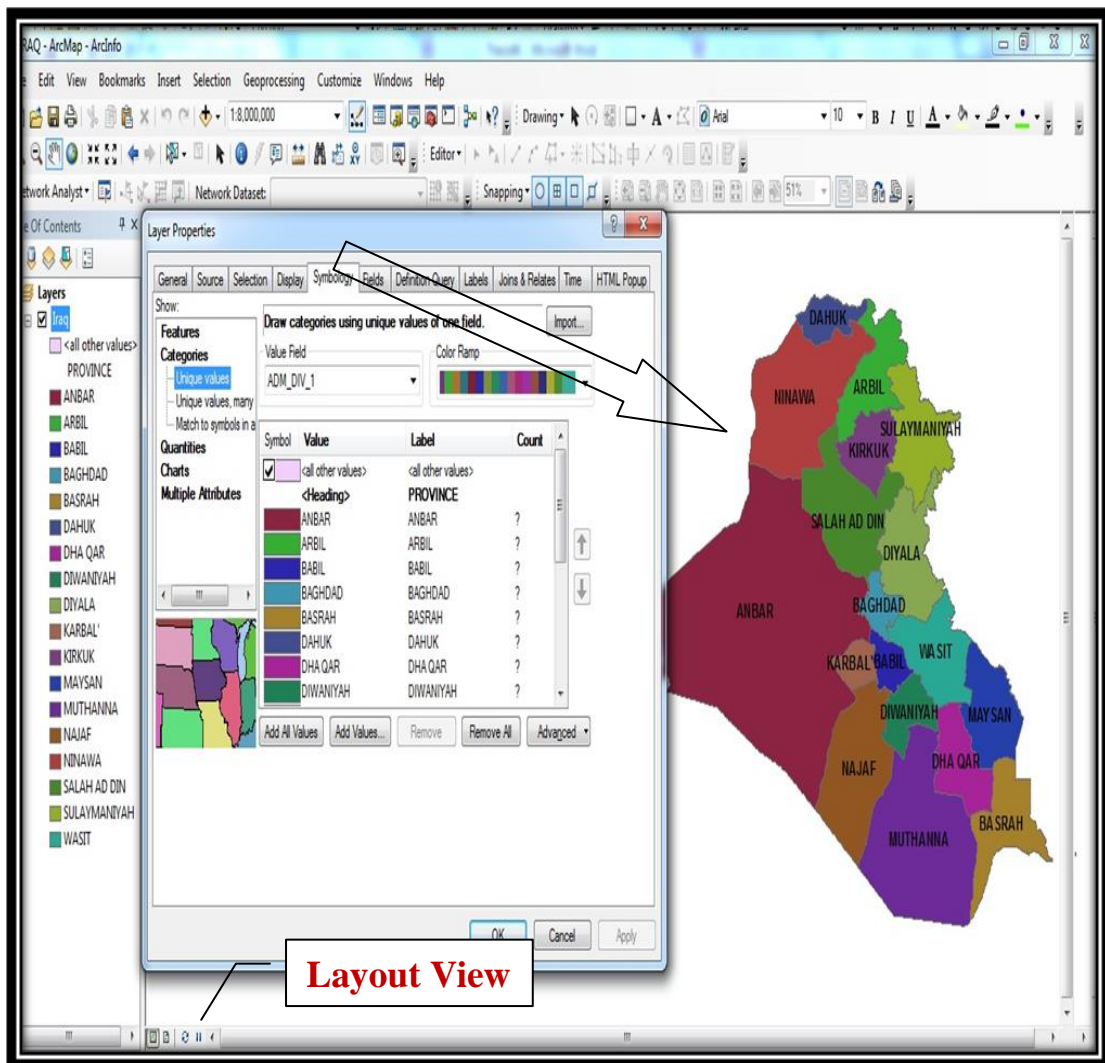 RAQ - ArcMap - ArcInfo
Edit View Bookmarks Insert Selection Geoprocessing Customize Windows Help
1:8,000,000 Drawing A Arial 10 B I U A
Editor
etwork Analyst Network Dataset: Snapping 51%
e Of Contents
Layers
Iraq
<all other values>
PROVINCE
ANBAR
ARBIL
BABIL
BAGHDAD
BASRAH
DAHUK
DHA QAR
DIWANIYAH
DIYALA
KARBAL'
KIRKUK
MAYSAN
MUTHANNA
NAJAF
NINAWA
SALAH AD DIN
SULAYMANIYAH
WASIT
Layer Properties
General Source Selection Display Symbology Fields Definition Query Labels Joins & Relates Time HTML Popup
Show:
Features
Categories
Unique values
Unique values, many
Match to symbols in a
Quantities
Charts
Multiple Attributes
Draw categories using unique values of one field.
Import...
Value Field
ADM_DIV_1
Color Ramp
Symbol Value Label Count
<all other values> <all other values>
<Heading> PROVINCE
ANBAR ANBAR ?
ARBIL ARBIL ?
BABIL BABIL ?
BAGHDAD BAGHDAD ?
BASRAH BASRAH ?
DAHUK DAHUK ?
DHA QAR DHA QAR ?
DIWANIYAH DIWANIYAH ?
Add All Values Add Values... Remove Remove All Advanced
OK Cancel Apply
Layout View
DAHUK
NINAWA
ARBIL
SULAYMANIYAH
KIRKUK
SALAH AD DIN
DIYALA
ANBAR
BAGHDAD
WASIT
KARBAL'
BABIL
DIWANIYAH
MAYSAN
DHA QAR
NAJAF
BASRAH
MUTHANNA